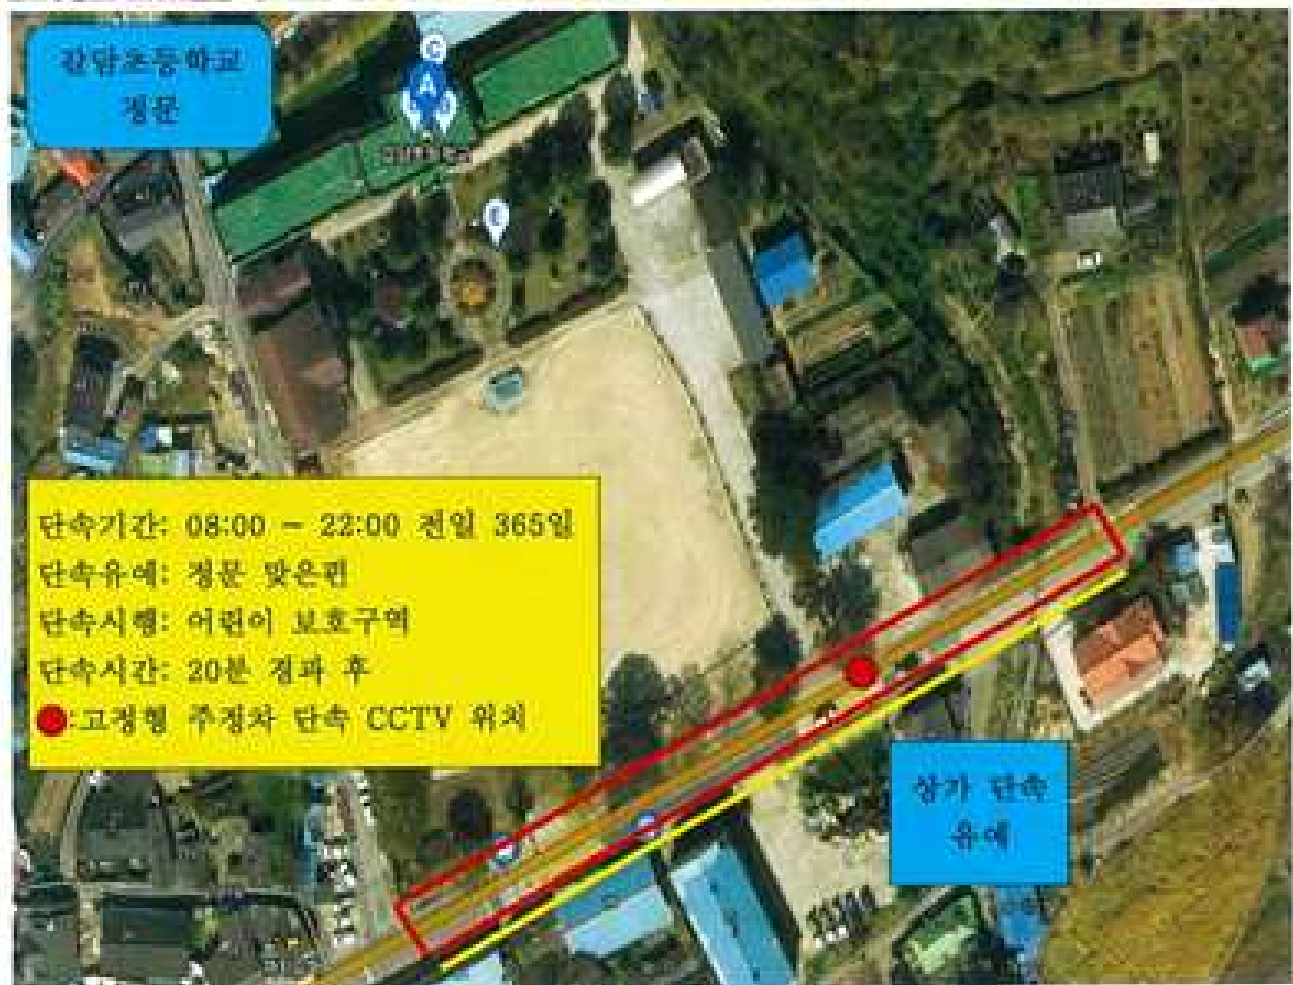 갈담초등학교
정문
C
A
E
단속기간: 08:00 ~ 22:00 전일 365일
단속유예: 정문 맞은편
단속시행: 어린이 보호구역
단속시간: 20분 경과 후
:고정형 주정차 단속 CCTV 위치
상가 단속
유예